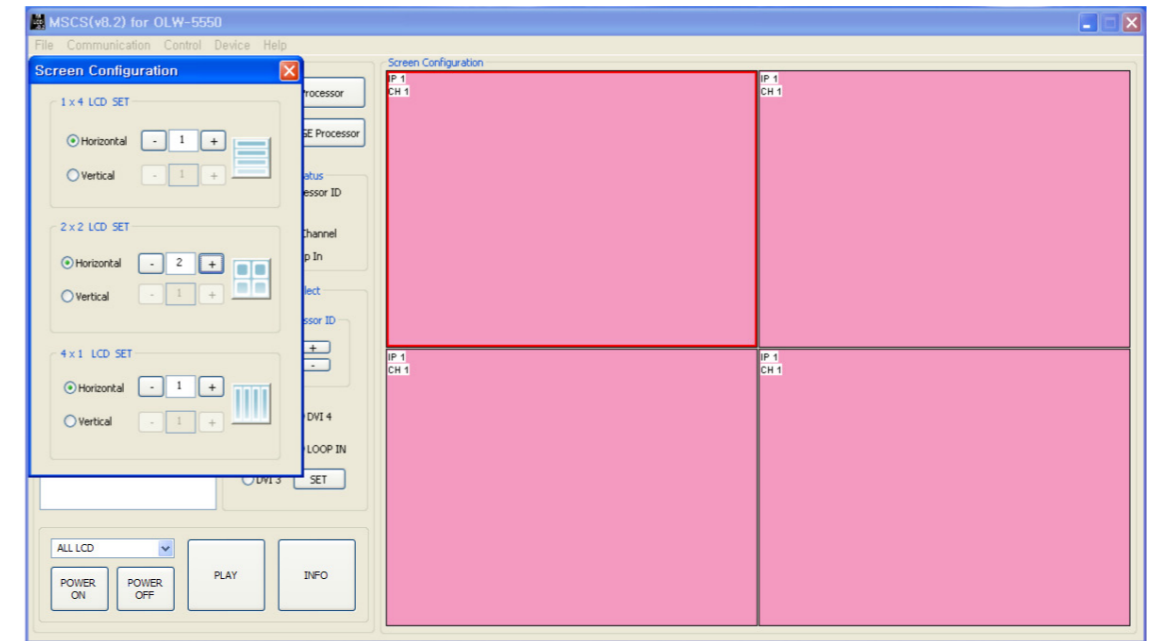 MSCS(v8.2) for OLW-5550
File Communication Control Device Help
Screen Configuration
1 x 4 LCD SET
Horizontal - 1 +
Vertical - 1 +
2 x 2 LCD SET
Horizontal - 2 +
Vertical - 1 +
4 x 1 LCD SET
Horizontal - 1 +
Vertical - 1 +
Processor
GE Processor
atus
essor ID
Channel
p In
lect
ssor ID
+
-
DVI 4
LOOP IN
DVI 3 SET
ALL LCD
POWER ON
POWER OFF
PLAY
INFO
Screen Configuration
IP 1
CH 1
IP 1
CH 1
IP 1
CH 1
IP 1
CH 1